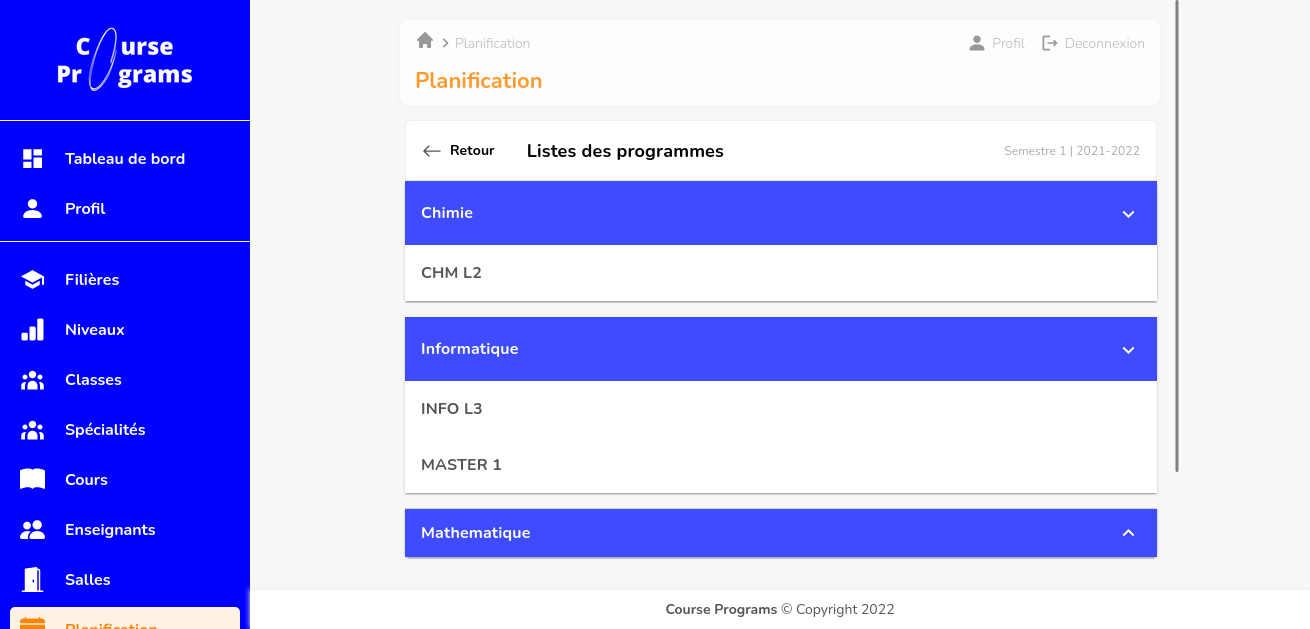 Course
Programs
Tableau de bord
Profil
Filières
Niveaux
Classes
Spécialités
Cours
Enseignants
Salles
Planification
Planification
Profil
Deconnexion
Planification
Retour
Listes des programmes
Semestre 1 | 2021-2022
Chimie
CHM L2
Informatique
INFO L3
MASTER 1
Mathematique
Course Programs © Copyright 2022